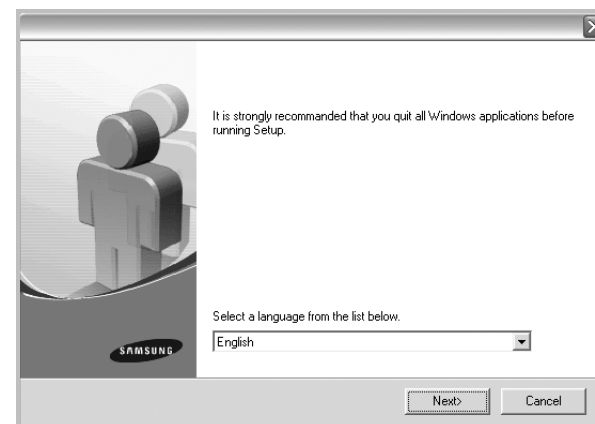 It is strongly recommanded that you quit all Windows applications before
running Setup.
Select a language from the list below.
English
SAMSUNG
Next>
Cancel